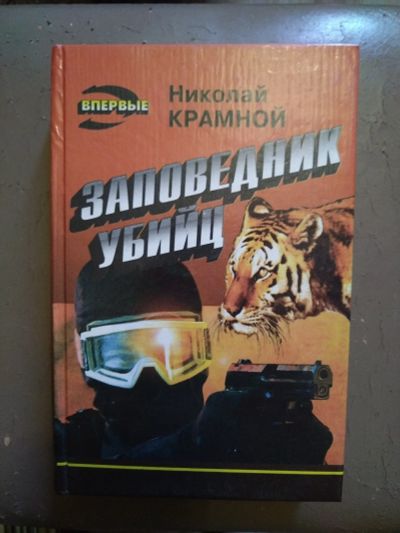 ВПЕРВЫЕ
Николай
КРАМНОЙ
ЗАПОВЕДНИК
УБИЙЦ